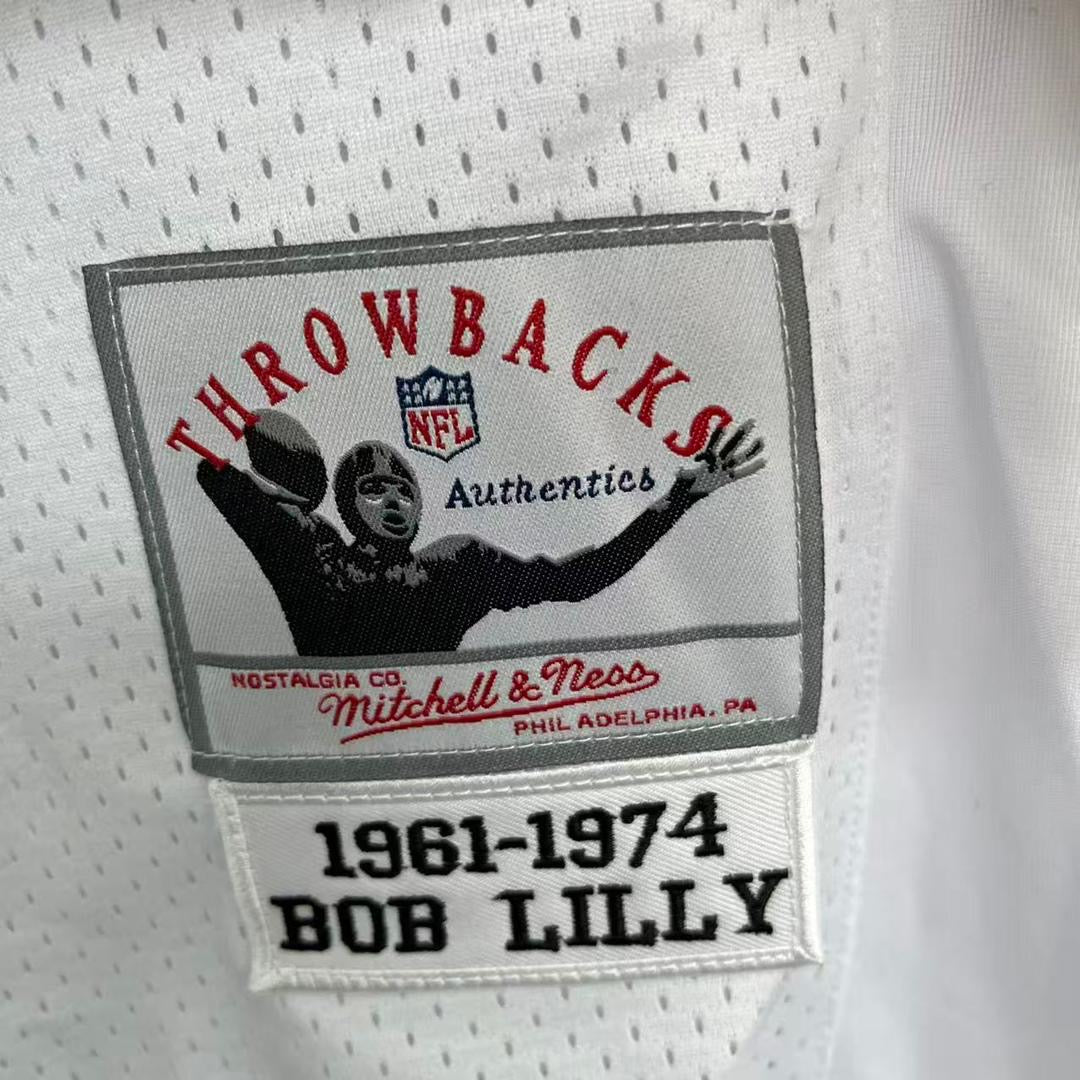 THROWBACKS
NFL
Authentics
NOSTALGIA CO.
Mitchell & Ness
PHILADELPHIA, PA
1961-1974
BOB LILLY